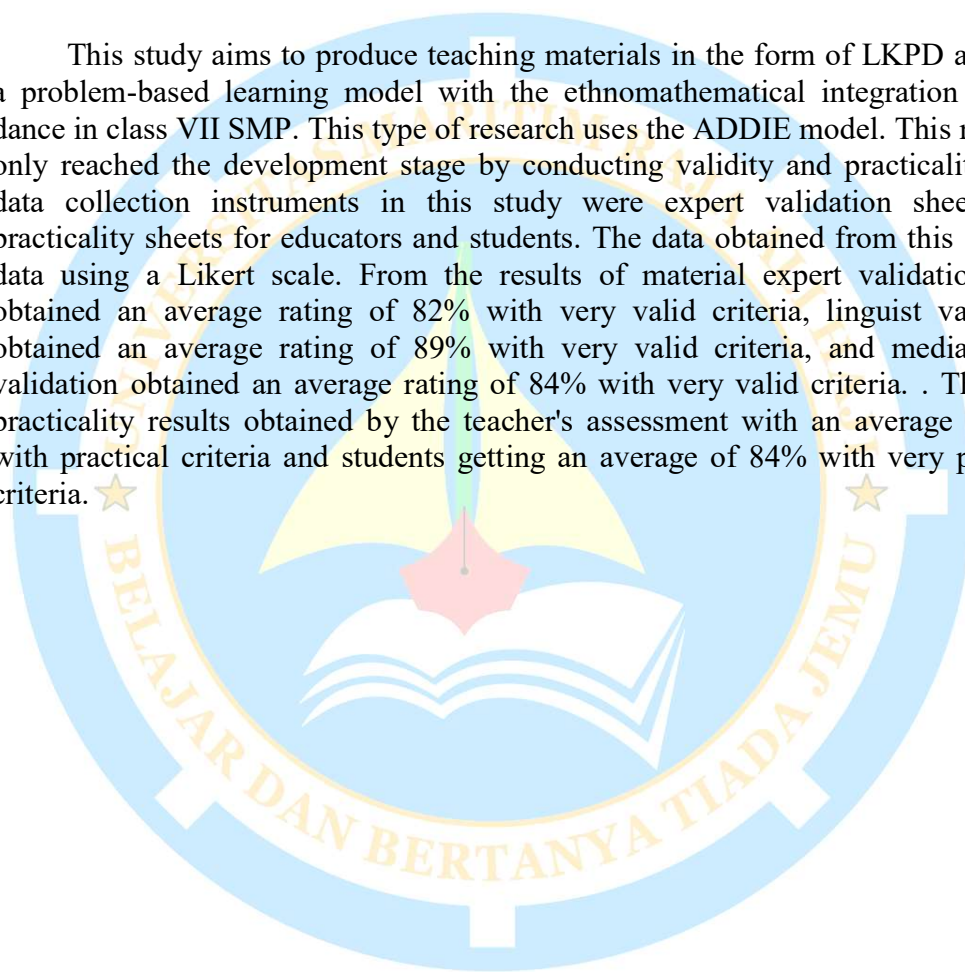 This study aims to produce teaching materials in the form of LKPD
a problem-based learning model with the ethnomathematical integration
dance in class VII SMP. This type of research uses the ADDIE model. This
only reached the development stage by conducting validity and
data collection instruments in this study were expert validation
practicality sheets for educators and students. The data obtained from this
data using a Likert scale. From the results of material expert
obtained an average rating of 82% with very valid criteria, linguist
obtained an average rating of 89% with very valid criteria, and media
validation obtained an average rating of 84% with very valid criteria. .
practicality results obtained by the teacher's assessment with an average
with practical criteria and students getting an average of 84% with very
criteria.
UNIVERSITAS MARITIM RAJA ALI HAJI
BELAJAR DAN BERTANYA TIADA JEMU